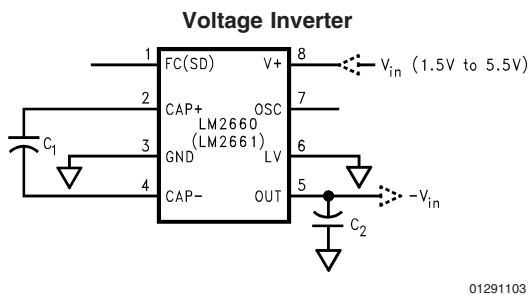 Voltage Inverter
1 FC(SD) V+ 8 Vin (1.5V to 5.5V)
2 CAP+ OSC 7
LM2660
(LM2661)
C1
3 GND LV 6
4 CAP- OUT 5 -Vin
C2
01291103